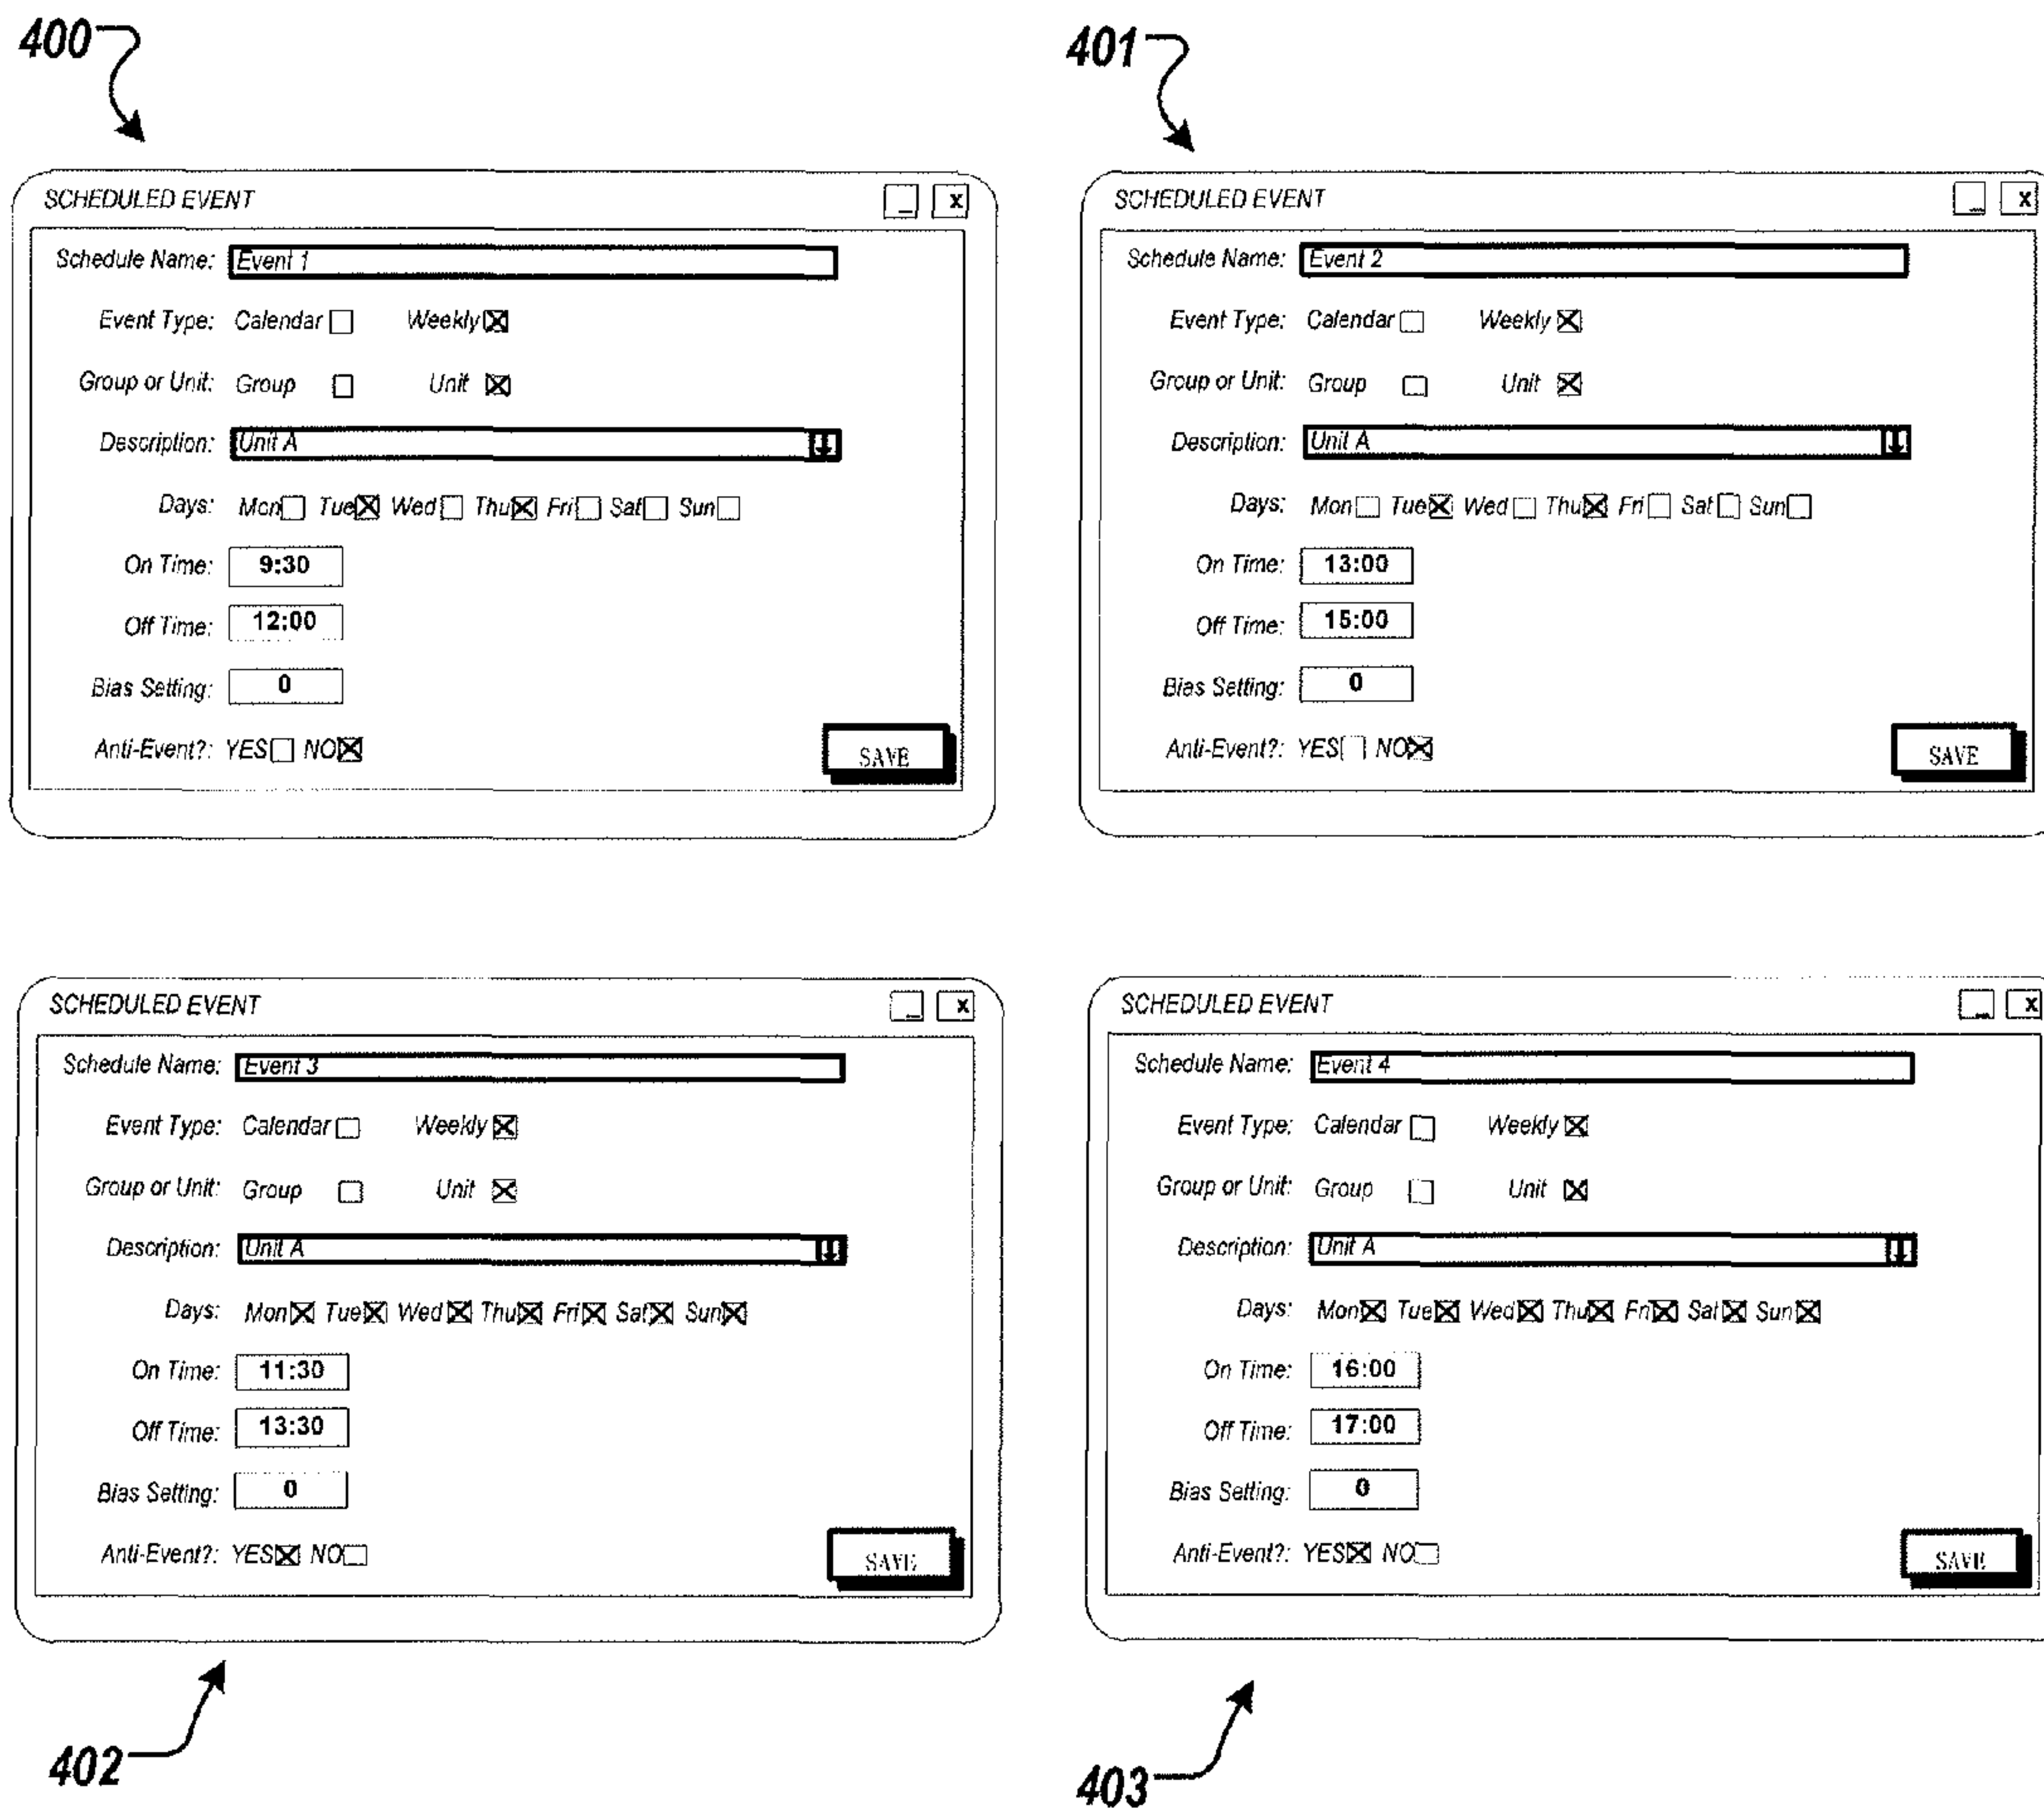 400
SCHEDULED EVENT _ x
Schedule Name: Event 1
Event Type: Calendar Weekly
Group or Unit: Group Unit
Description: Unit A
Days: Mon Tue Wed Thu Fri Sat Sun
On Time: 9:30
Off Time: 12:00
Bias Setting: 0
Anti-Event?: YES NO
SAVE
401
SCHEDULED EVENT _ x
Schedule Name: Event 2
Event Type: Calendar Weekly
Group or Unit: Group Unit
Description: Unit A
Days: Mon Tue Wed Thu Fri Sat Sun
On Time: 13:00
Off Time: 15:00
Bias Setting: 0
Anti-Event?: YES NO
SAVE
SCHEDULED EVENT _ x
Schedule Name: Event 3
Event Type: Calendar Weekly
Group or Unit: Group Unit
Description: Unit A
Days: Mon Tue Wed Thu Fri Sat Sun
On Time: 11:30
Off Time: 13:30
Bias Setting: 0
Anti-Event?: YES NO
SAVE
402
SCHEDULED EVENT _ x
Schedule Name: Event 4
Event Type: Calendar Weekly
Group or Unit: Group Unit
Description: Unit A
Days: Mon Tue Wed Thu Fri Sat Sun
On Time: 16:00
Off Time: 17:00
Bias Setting: 0
Anti-Event?: YES NO
SAVE
403